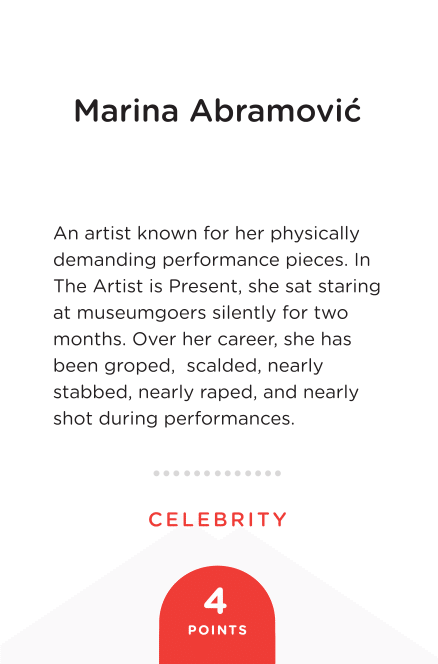 Marina Abramović
An artist known for her physically
demanding performance pieces. In
The Artist is Present, she sat staring
at museumgoers silently for two
months. Over her career, she has
been groped,  scalded, nearly
stabbed, nearly raped, and nearly
shot during performances.
CELEBRITY
4
POINTS